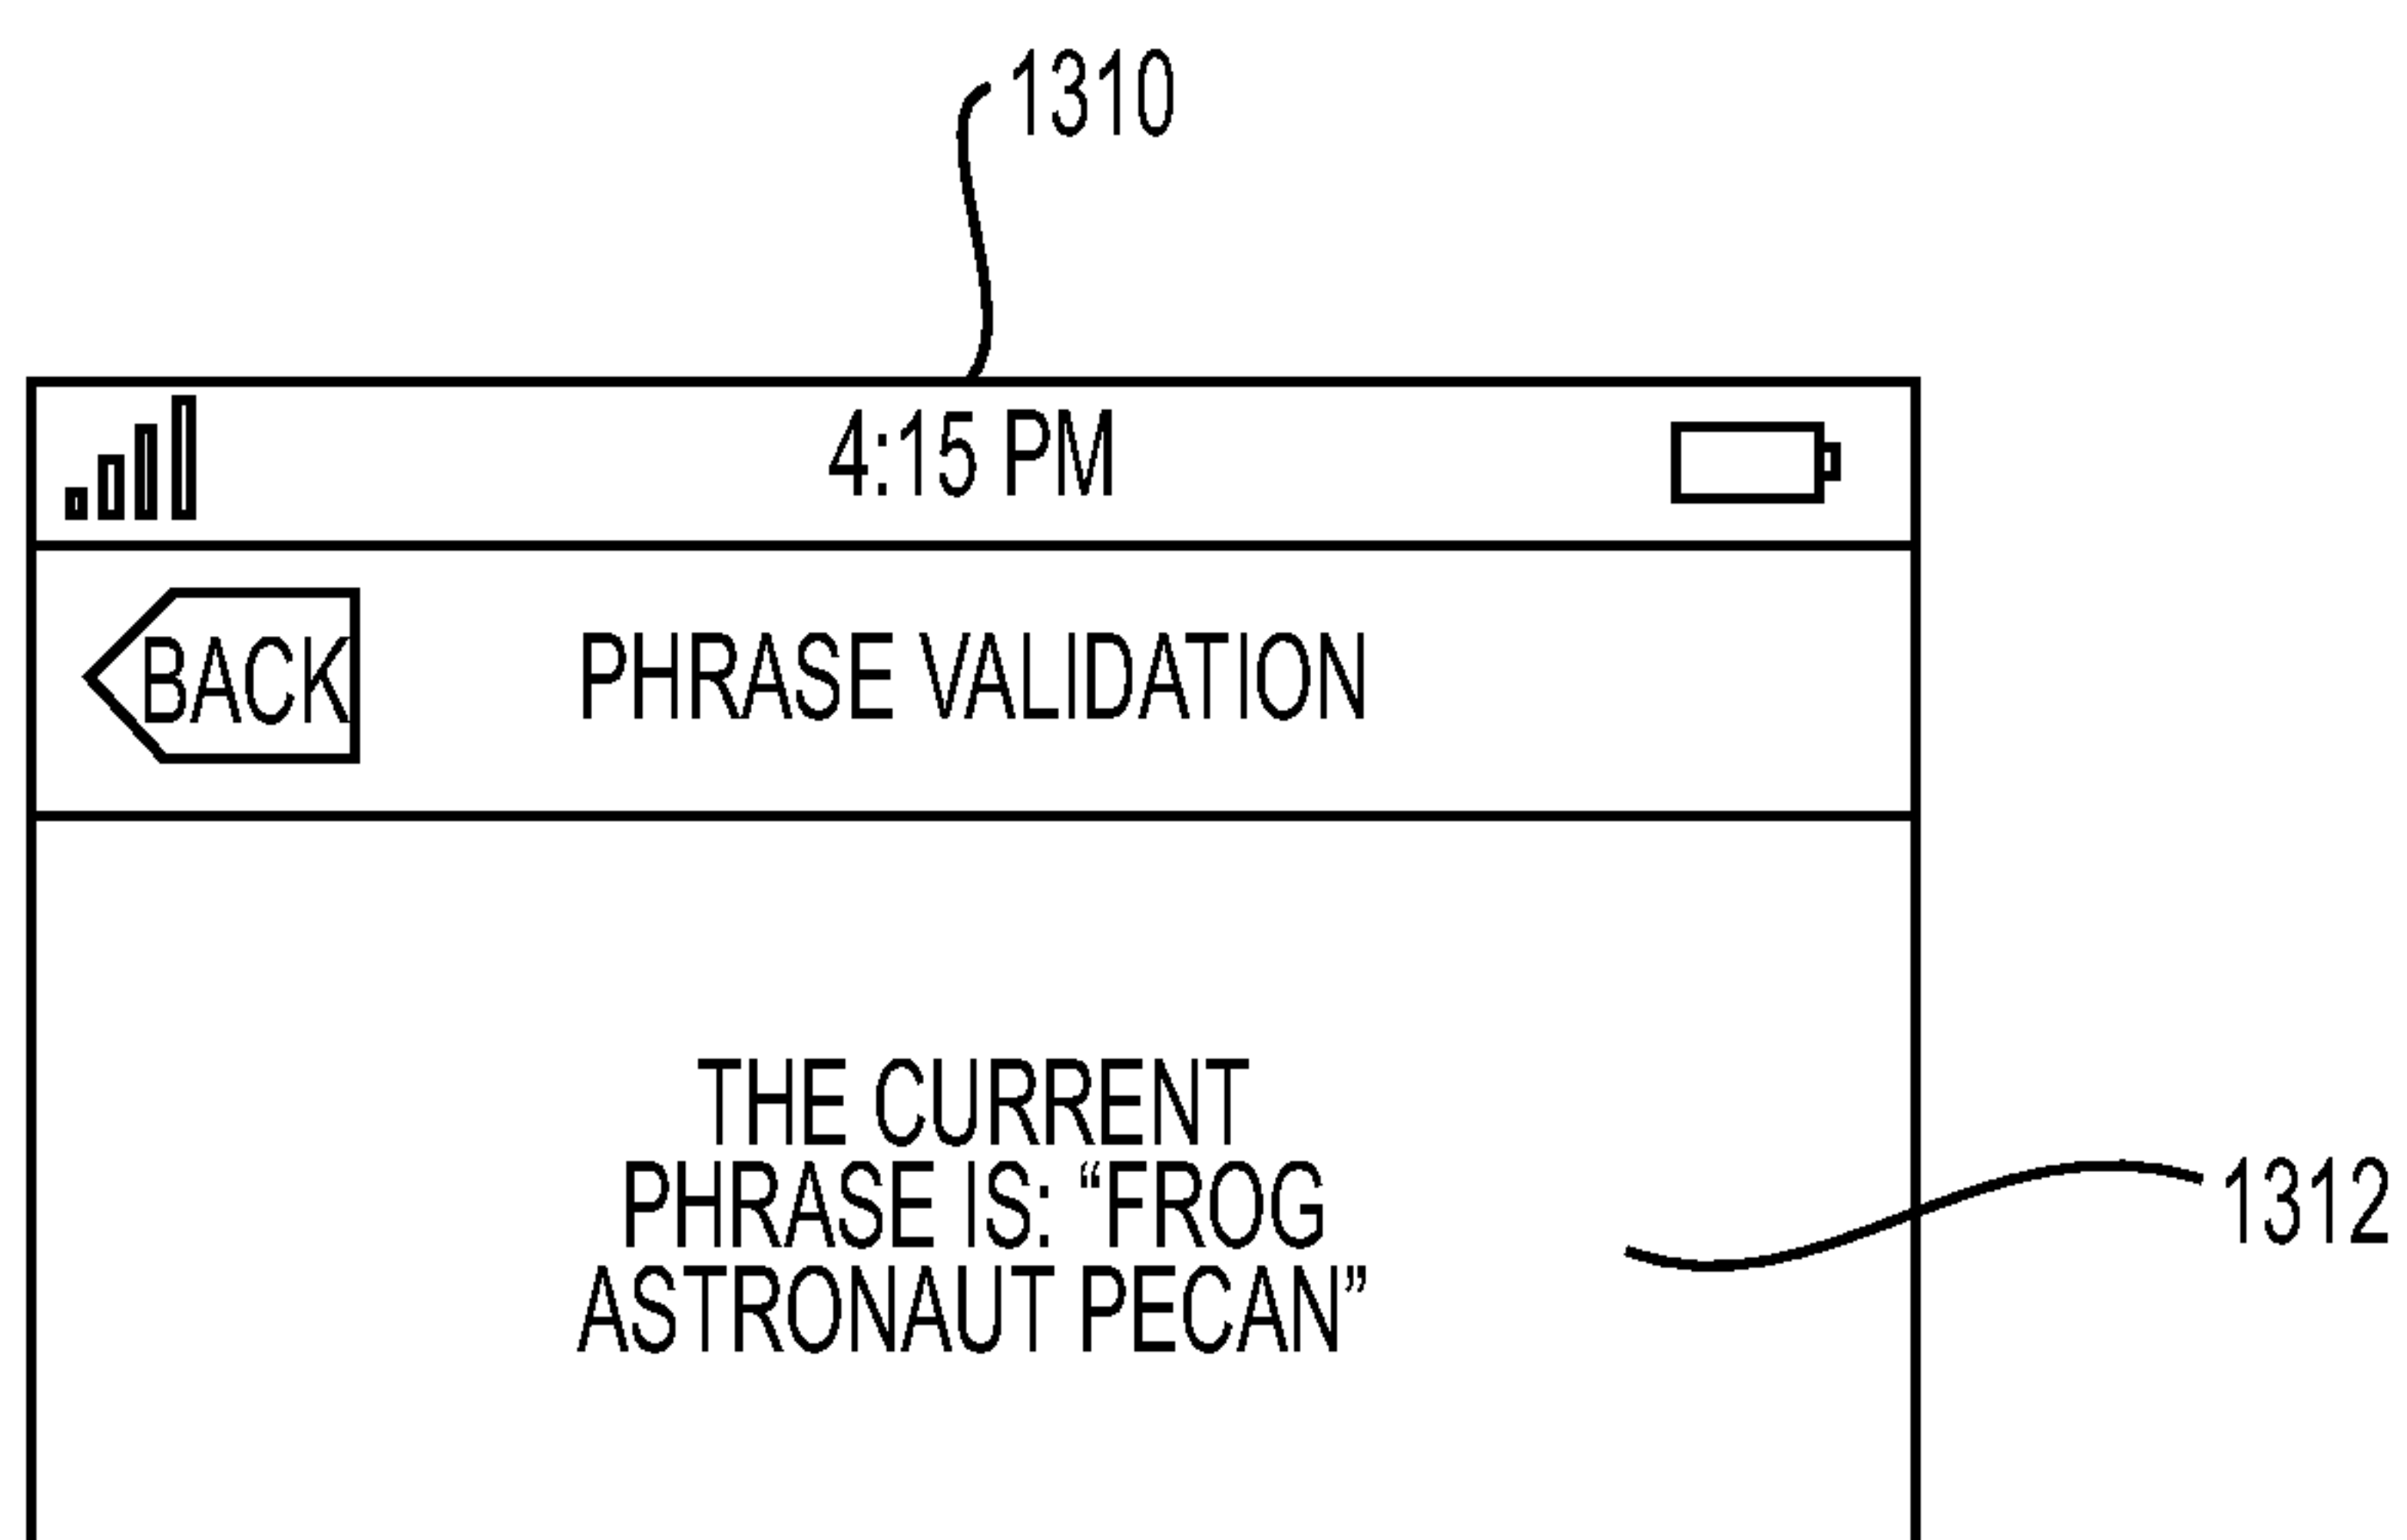 1310
4:15 PM
BACK
PHRASE VALIDATION
THE CURRENT
PHRASE IS: “FROG
ASTRONAUT PECAN”
1312